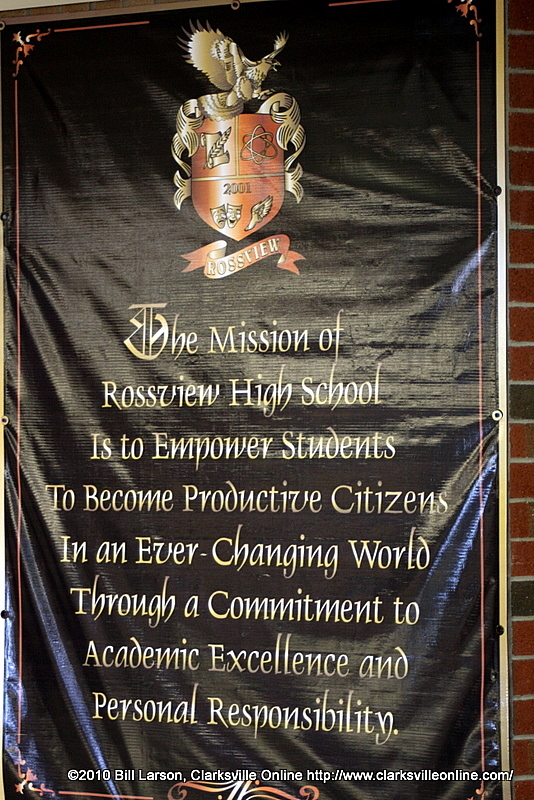 2001
ROSSVIEW
The Mission of
Rossview High School
Is to Empower Students
To Become Productive Citizens
In an Ever-Changing World
Through a Commitment to
Academic Excellence and
Personal Responsibility.
©2010 Bill Larson, Clarksville Online http://www.clarksvilleonline.com/